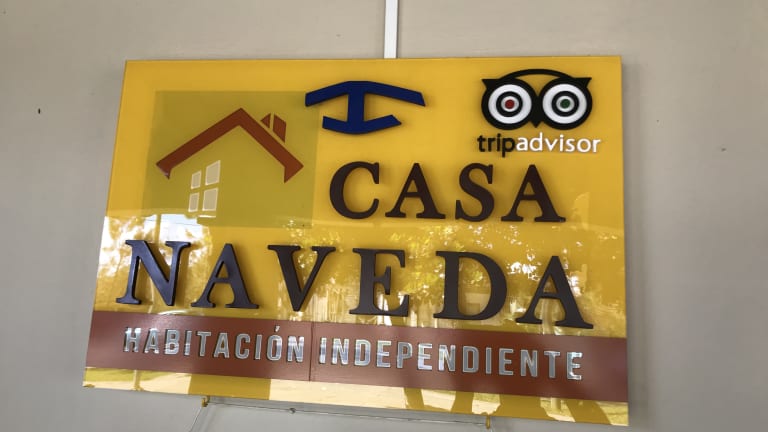 tripadvisor
CASA
NAVEDA
HABITACIÓN INDEPENDIENTE